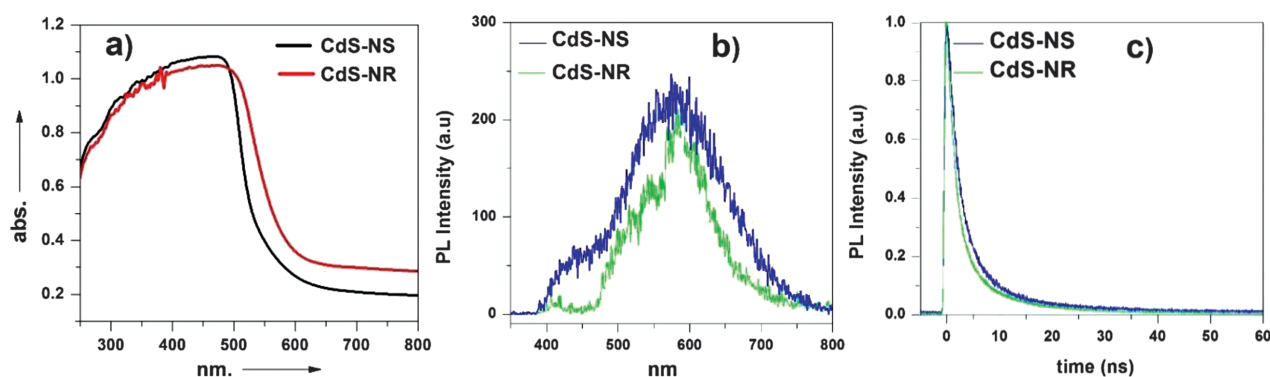 a)
CdS-NS
CdS-NR
1.2
1.0
0.8
0.6
0.4
0.2
abs.
300 400 500 600 700 800
nm.
b)
CdS-NS
CdS-NR
300
200
100
0
PL Intensity (a.u)
400 500 600 700 800
nm
c)
CdS-NS
CdS-NR
1.0
0.8
0.6
0.4
0.2
0.0
PL Intensity (a.u)
0 10 20 30 40 50 60
time (ns)